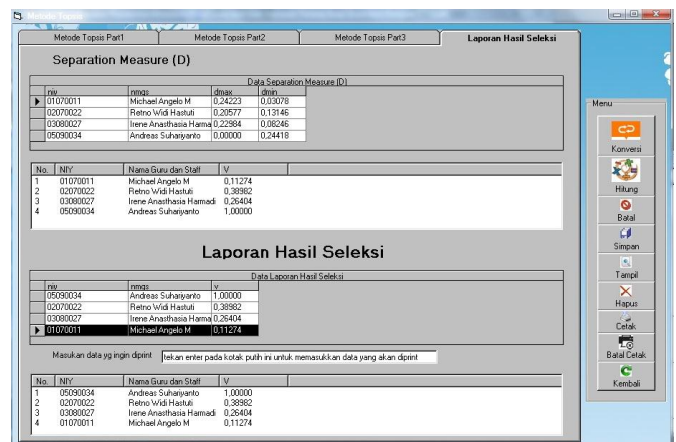 Metode Topsis
Metode Topsis Part1 Metode Topsis Part2 Metode Topsis Part3 Laporan Hasil Seleksi
Separation Measure (D)
Data Separation Measure (D)
niy nmgs dmax dmin
01070011 Michael Angelo M 0,24223 0,03078
02070022 Retno Widi Hastuti 0,20577 0,13146
03080027 Irene Anasthasia Harma 0,22984 0,08246
05090034 Andreas Suhariyanto 0,00000 0,24418
No. NIY Nama Guru dan Staff V
1 01070011 Michael Angelo M 0,11274
2 02070022 Retno Widi Hastuti 0,38982
3 03080027 Irene Anasthasia Harmadi 0,26404
4 05090034 Andreas Suhariyanto 1,00000
Laporan Hasil Seleksi
Data Laporan Hasil Seleksi
niy nmgs v
05090034 Andreas Suhariyanto 1,00000
02070022 Retno Widi Hastuti 0,38982
03080027 Irene Anasthasia Harma 0,26404
01070011 Michael Angelo M 0,11274
Masukan data yg ingin diprint tekan enter pada kotak putih ini untuk memasukkan data yang akan diprint
No. NIY Nama Guru dan Staff V
1 05090034 Andreas Suhariyanto 1,00000
2 02070022 Retno Widi Hastuti 0,38982
3 03080027 Irene Anasthasia Harmadi 0,26404
4 01070011 Michael Angelo M 0,11274
Menu
Konversi
Hitung
Batal
Simpan
Tampil
Hapus
Cetak
Batal Cetak
Kembali